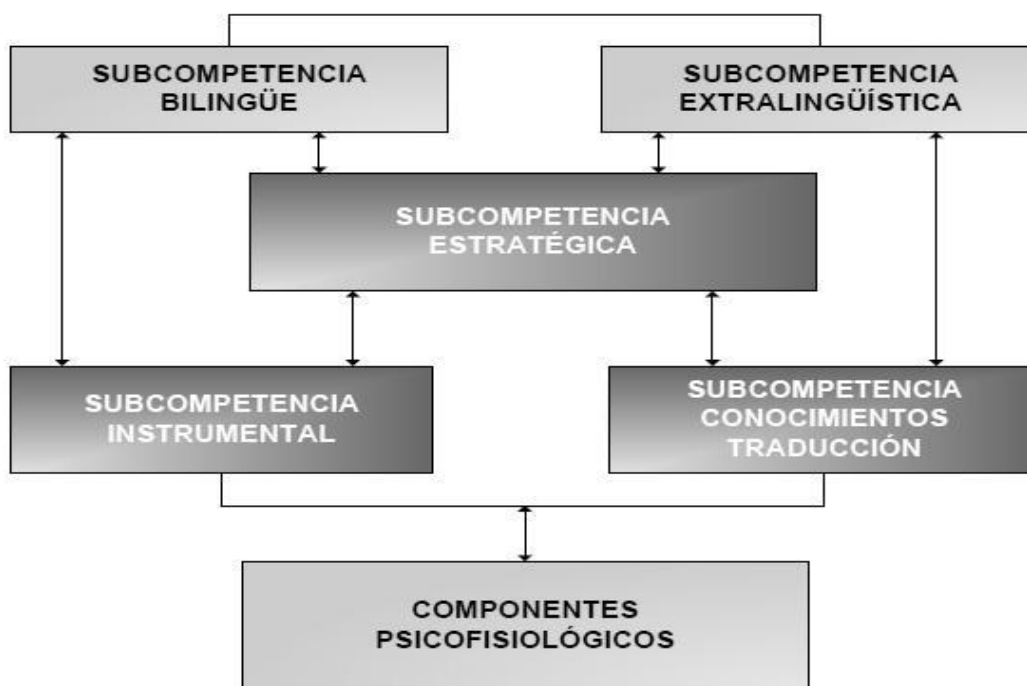 SUBCOMPETENCIA
BILINGÜE
SUBCOMPETENCIA
EXTRALINGÜÍSTICA
SUBCOMPETENCIA
ESTRATÉGICA
SUBCOMPETENCIA
INSTRUMENTAL
SUBCOMPETENCIA
CONOCIMIENTOS
TRADUCCIÓN
COMPONENTES
PSICOFISIOLÓGICOS